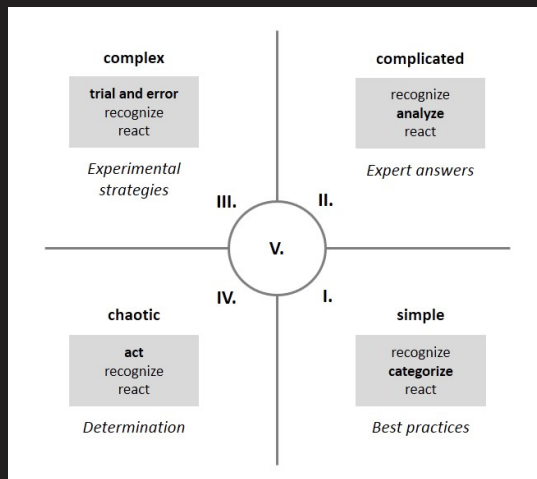 complex
trial and error
recognize
react
Experimental
strategies
complicated
recognize
analyze
react
Expert answers
III.
II.
V.
IV.
I.
chaotic
act
recognize
react
Determination
simple
recognize
categorize
react
Best practices